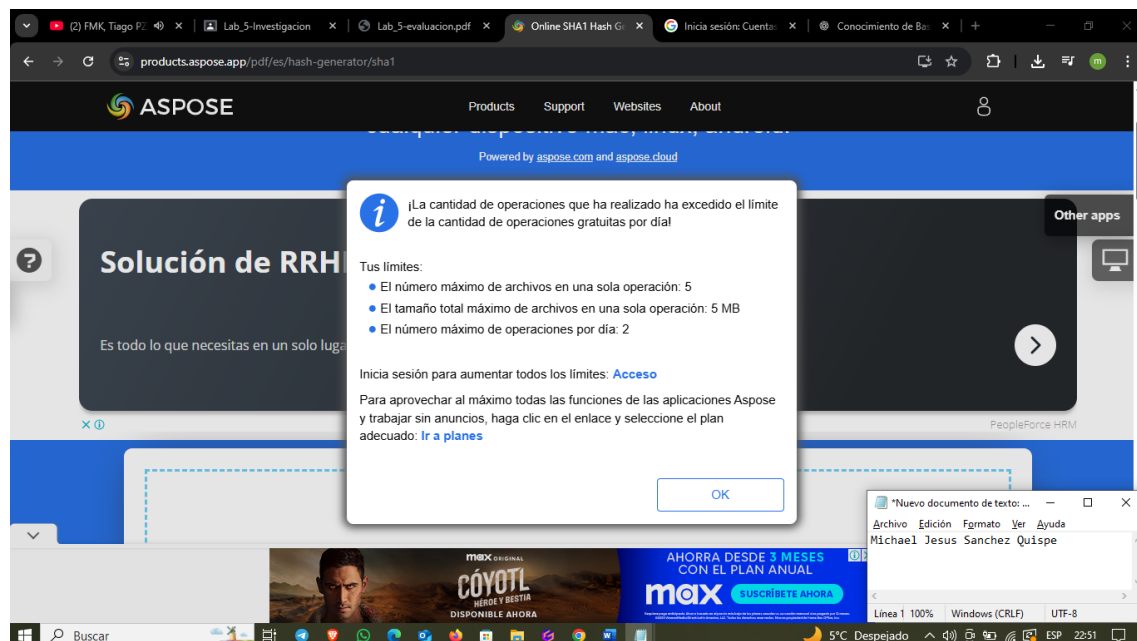 (2) FMK, Tiago PZ
Lab_5-Investigacion
Lab_5-evaluacion.pdf
Online SHA1 Hash Ge
Inicia sesión: Cuentas
Conocimiento de Bas
products.aspose.app/pdf/es/hash-generator/sha1
m
ASPOSE
Products Support Websites About
Powered by aspose.com and aspose.cloud
¡La cantidad de operaciones que ha realizado ha excedido el límite
de la cantidad de operaciones gratuitas por día!
Tus límites:
El número máximo de archivos en una sola operación: 5
El tamaño total máximo de archivos en una sola operación: 5 MB
El número máximo de operaciones por día: 2
Inicia sesión para aumentar todos los límites: Acceso
Para aprovechar al máximo todas las funciones de las aplicaciones Aspose
y trabajar sin anuncios, haga clic en el enlace y seleccione el plan
adecuado: Ir a planes
OK
Other apps
Solución de RRH
Es todo lo que necesitas en un solo luga
PeopleForce HRM
*Nuevo documento de texto: ...
Archivo Edición Formato Ver Ayuda
Michael Jesus Sanchez Quispe
Línea 1 100% Windows (CRLF) UTF-8
max ORIGINAL
CÓYOTL
HÉROE Y BESTIA
DISPONIBLE AHORA
AHORRA DESDE 3 MESES
CON EL PLAN ANUAL
max
SUSCRÍBETE AHORA
Buscar
5°C Despejado
ESP 22:51